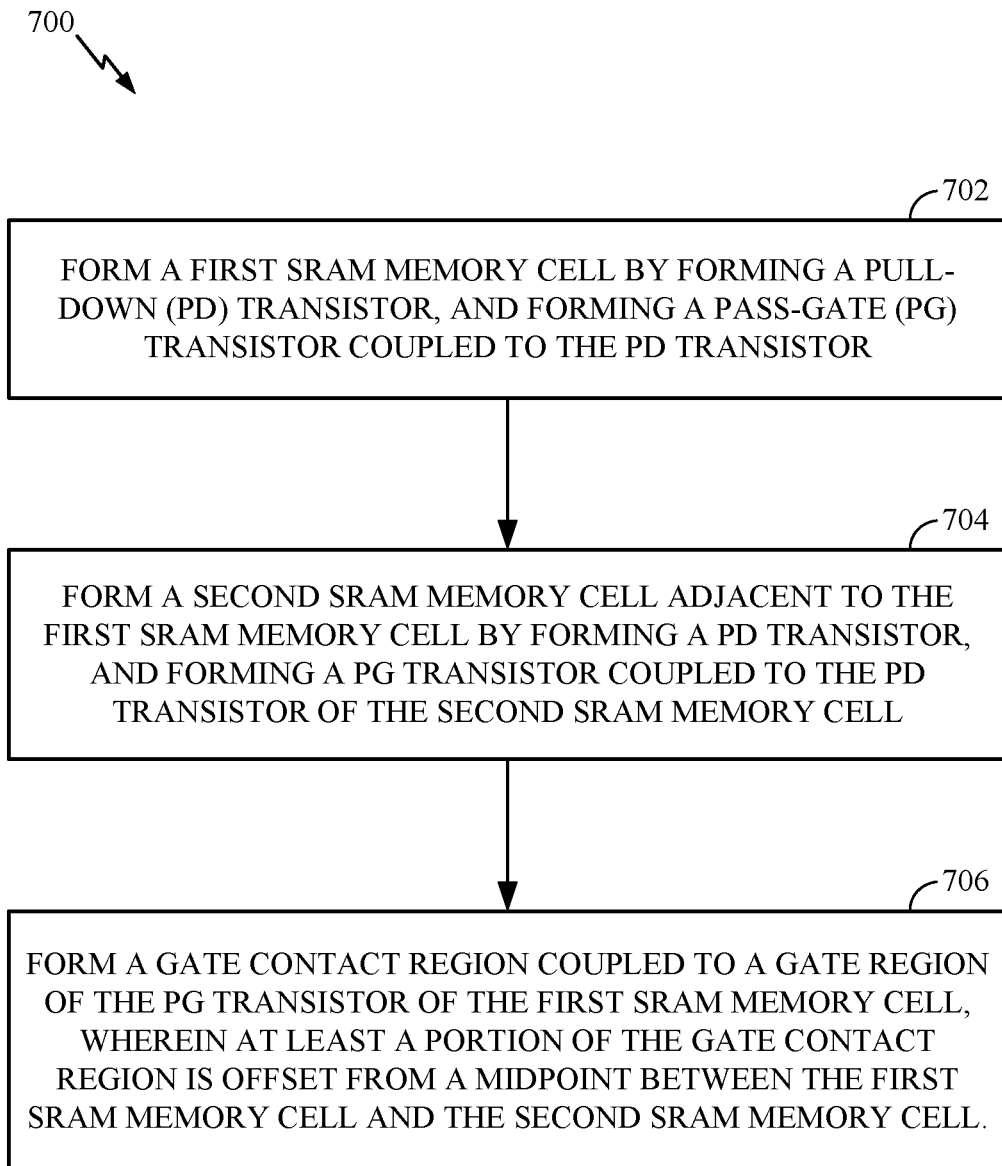 700
702
FORM A FIRST SRAM MEMORY CELL BY FORMING A PULL-
DOWN (PD) TRANSISTOR, AND FORMING A PASS-GATE (PG)
TRANSISTOR COUPLED TO THE PD TRANSISTOR
704
FORM A SECOND SRAM MEMORY CELL ADJACENT TO THE
FIRST SRAM MEMORY CELL BY FORMING A PD TRANSISTOR,
AND FORMING A PG TRANSISTOR COUPLED TO THE PD
TRANSISTOR OF THE SECOND SRAM MEMORY CELL
706
FORM A GATE CONTACT REGION COUPLED TO A GATE REGION
OF THE PG TRANSISTOR OF THE FIRST SRAM MEMORY CELL,
WHEREIN AT LEAST A PORTION OF THE GATE CONTACT
REGION IS OFFSET FROM A MIDPOINT BETWEEN THE FIRST
SRAM MEMORY CELL AND THE SECOND SRAM MEMORY CELL.